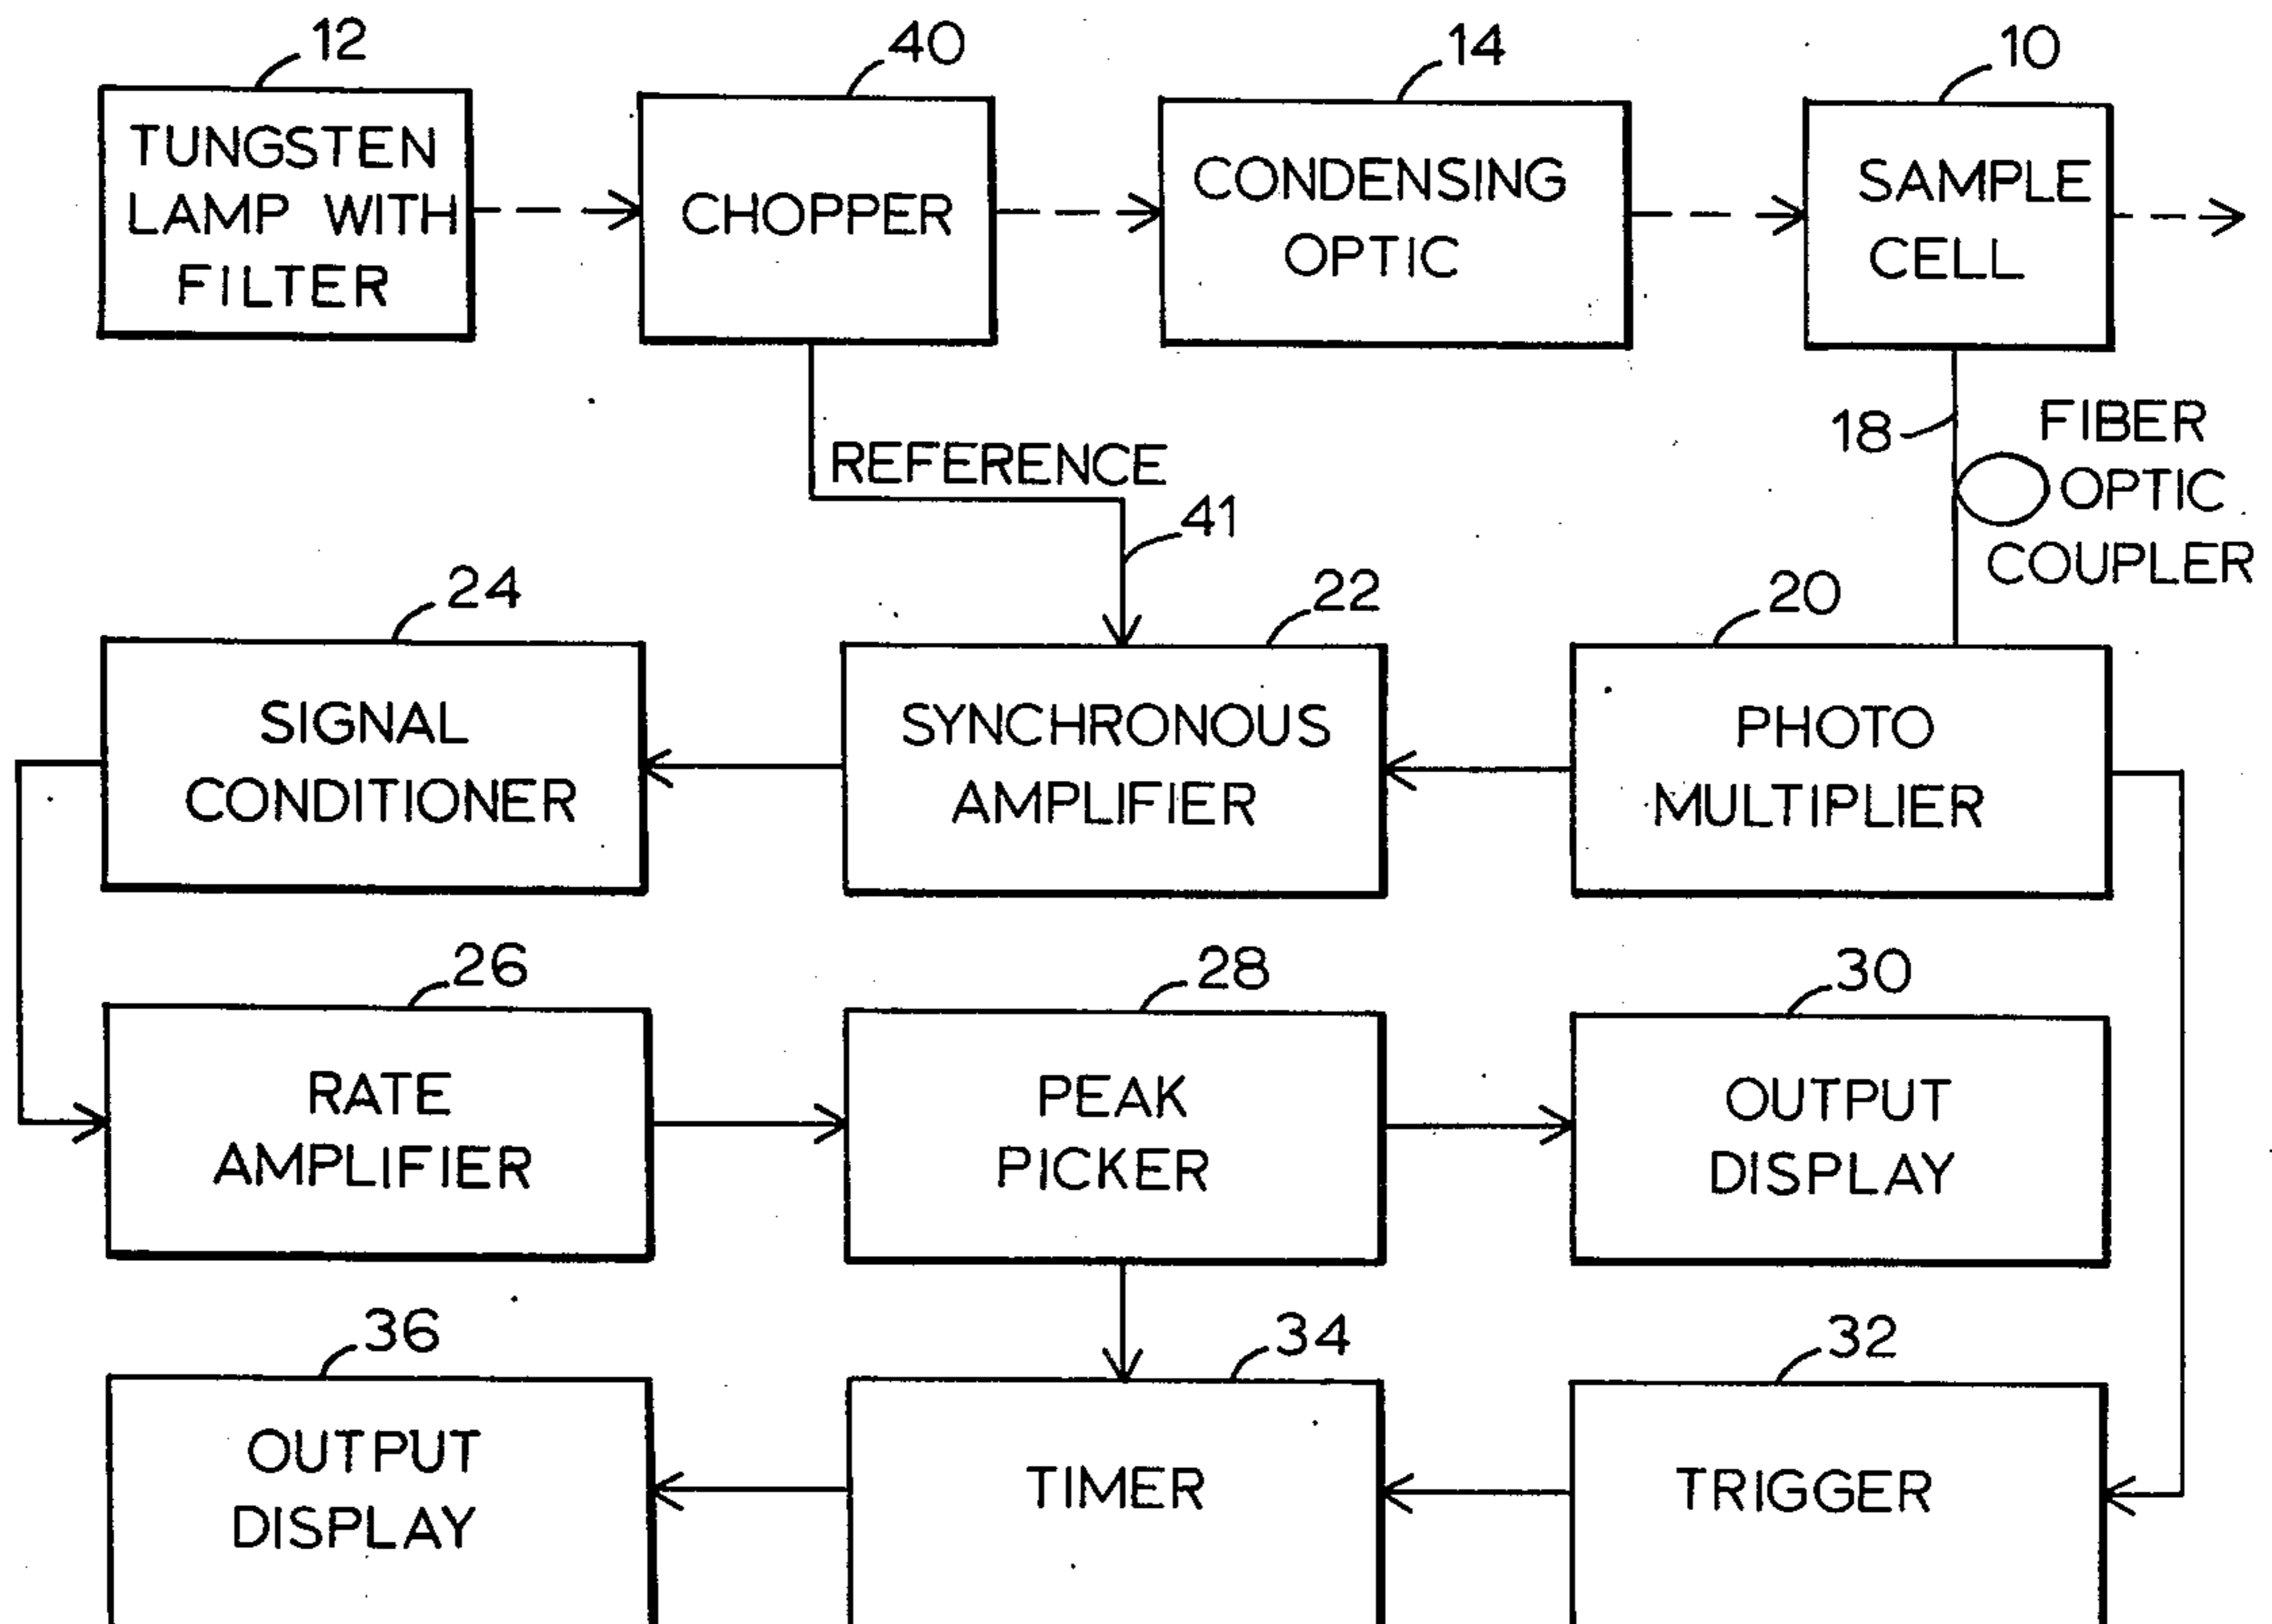 12
40
14
10
TUNGSTEN
LAMP WITH
FILTER
CHOPPER
CONDENSING
OPTIC
SAMPLE
CELL
REFERENCE
41
18
FIBER
OPTIC
COUPLER
24
22
20
SIGNAL
CONDITIONER
SYNCHRONOUS
AMPLIFIER
PHOTO
MULTIPLIER
26
28
30
RATE
AMPLIFIER
PEAK
PICKER
OUTPUT
DISPLAY
36
34
32
OUTPUT
DISPLAY
TIMER
TRIGGER